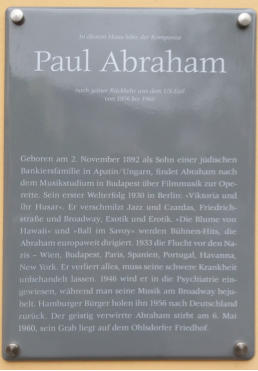 In diesem Haus lebte der Komponist
Paul Abraham
nach seiner Rückkehr aus dem US-Exil
von 1956 bis 1960
Geboren am 2. November 1892 als Sohn einer jüdischen
Bankiersfamilie in Apatin/Ungarn, findet Abraham nach
dem Musikstudium in Budapest über Filmmusik zur Ope-
rette. Sein erster Welterfolg 1930 in Berlin: »Viktoria und
ihr Husar«. Er verschmilzt Jazz und Czardas, Friedrich-
straße und Broadway, Exotik und Erotik. »Die Blume von
Hawaii« und »Ball im Savoy« werden Bühnen-Hits, die
Abraham europaweit dirigiert. 1933 die Flucht vor den Na-
zis – Wien, Budapest, Paris, Spanien, Portugal, Havanna,
New York. Er verliert alles, muss seine schwere Krankheit
unbehandelt lassen. 1946 wird er in die Psychiatrie ein-
gewiesen, während man seine Musik am Broadway beju-
belt. Hamburger Bürger holen ihn 1956 nach Deutschland
zurück. Der geistig verwirrte Abraham stirbt am 6. Mai
1960, sein Grab liegt auf dem Ohlsdorfer Friedhof.